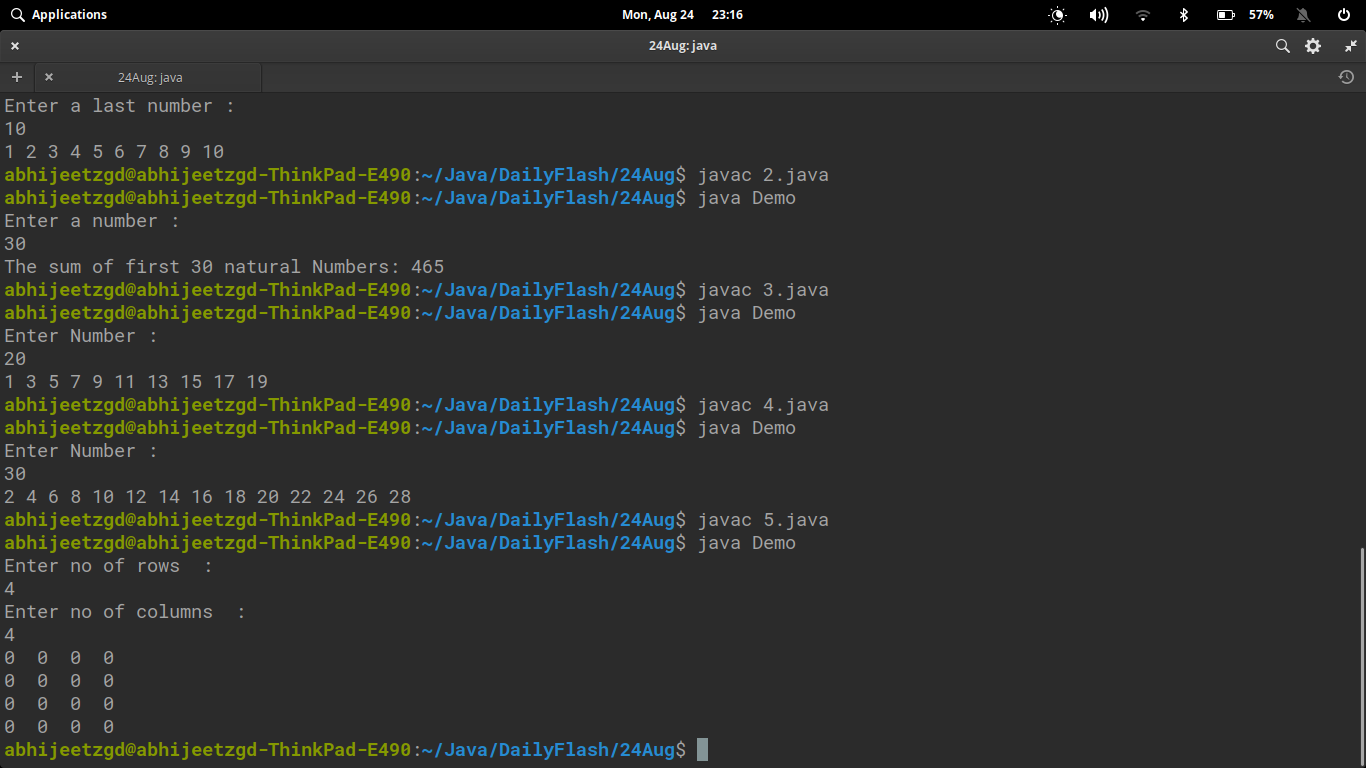 Applications
Mon, Aug 24 23:16
57%
24Aug: java
24Aug: java
Enter a last number :
10
1 2 3 4 5 6 7 8 9 10
abhijeetzgd@abhijeetzgd-ThinkPad-E490:~/Java/DailyFlash/24Aug$ javac 2.java
abhijeetzgd@abhijeetzgd-ThinkPad-E490:~/Java/DailyFlash/24Aug$ java Demo
Enter a number :
30
The sum of first 30 natural Numbers: 465
abhijeetzgd@abhijeetzgd-ThinkPad-E490:~/Java/DailyFlash/24Aug$ javac 3.java
abhijeetzgd@abhijeetzgd-ThinkPad-E490:~/Java/DailyFlash/24Aug$ java Demo
Enter Number :
20
1 3 5 7 9 11 13 15 17 19
abhijeetzgd@abhijeetzgd-ThinkPad-E490:~/Java/DailyFlash/24Aug$ javac 4.java
abhijeetzgd@abhijeetzgd-ThinkPad-E490:~/Java/DailyFlash/24Aug$ java Demo
Enter Number :
30
2 4 6 8 10 12 14 16 18 20 22 24 26 28
abhijeetzgd@abhijeetzgd-ThinkPad-E490:~/Java/DailyFlash/24Aug$ javac 5.java
abhijeetzgd@abhijeetzgd-ThinkPad-E490:~/Java/DailyFlash/24Aug$ java Demo
Enter no of rows  :
4
Enter no of columns  :
4
0  0  0  0
0  0  0  0
0  0  0  0
0  0  0  0
abhijeetzgd@abhijeetzgd-ThinkPad-E490:~/Java/DailyFlash/24Aug$